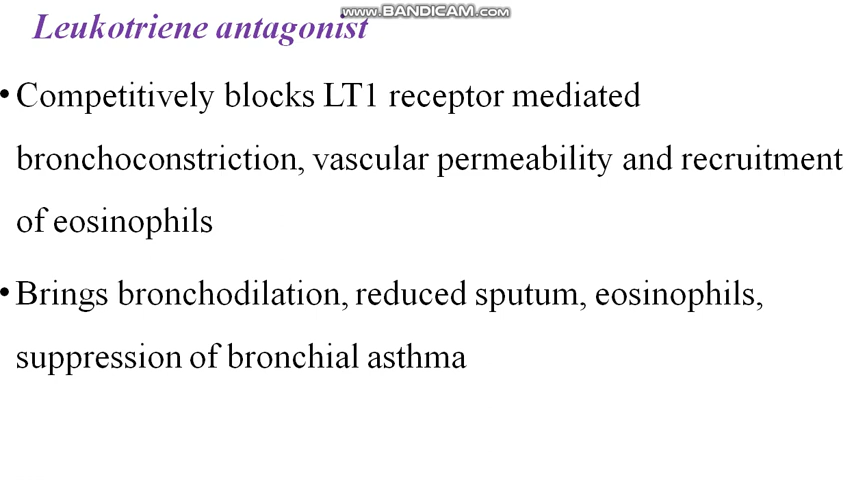 www.BANDICAM.com
Leukotriene antagonist
• Competitively blocks LT1 receptor mediated
bronchoconstriction, vascular permeability and recruitment
of eosinophils
• Brings bronchodilation, reduced sputum, eosinophils,
suppression of bronchial asthma